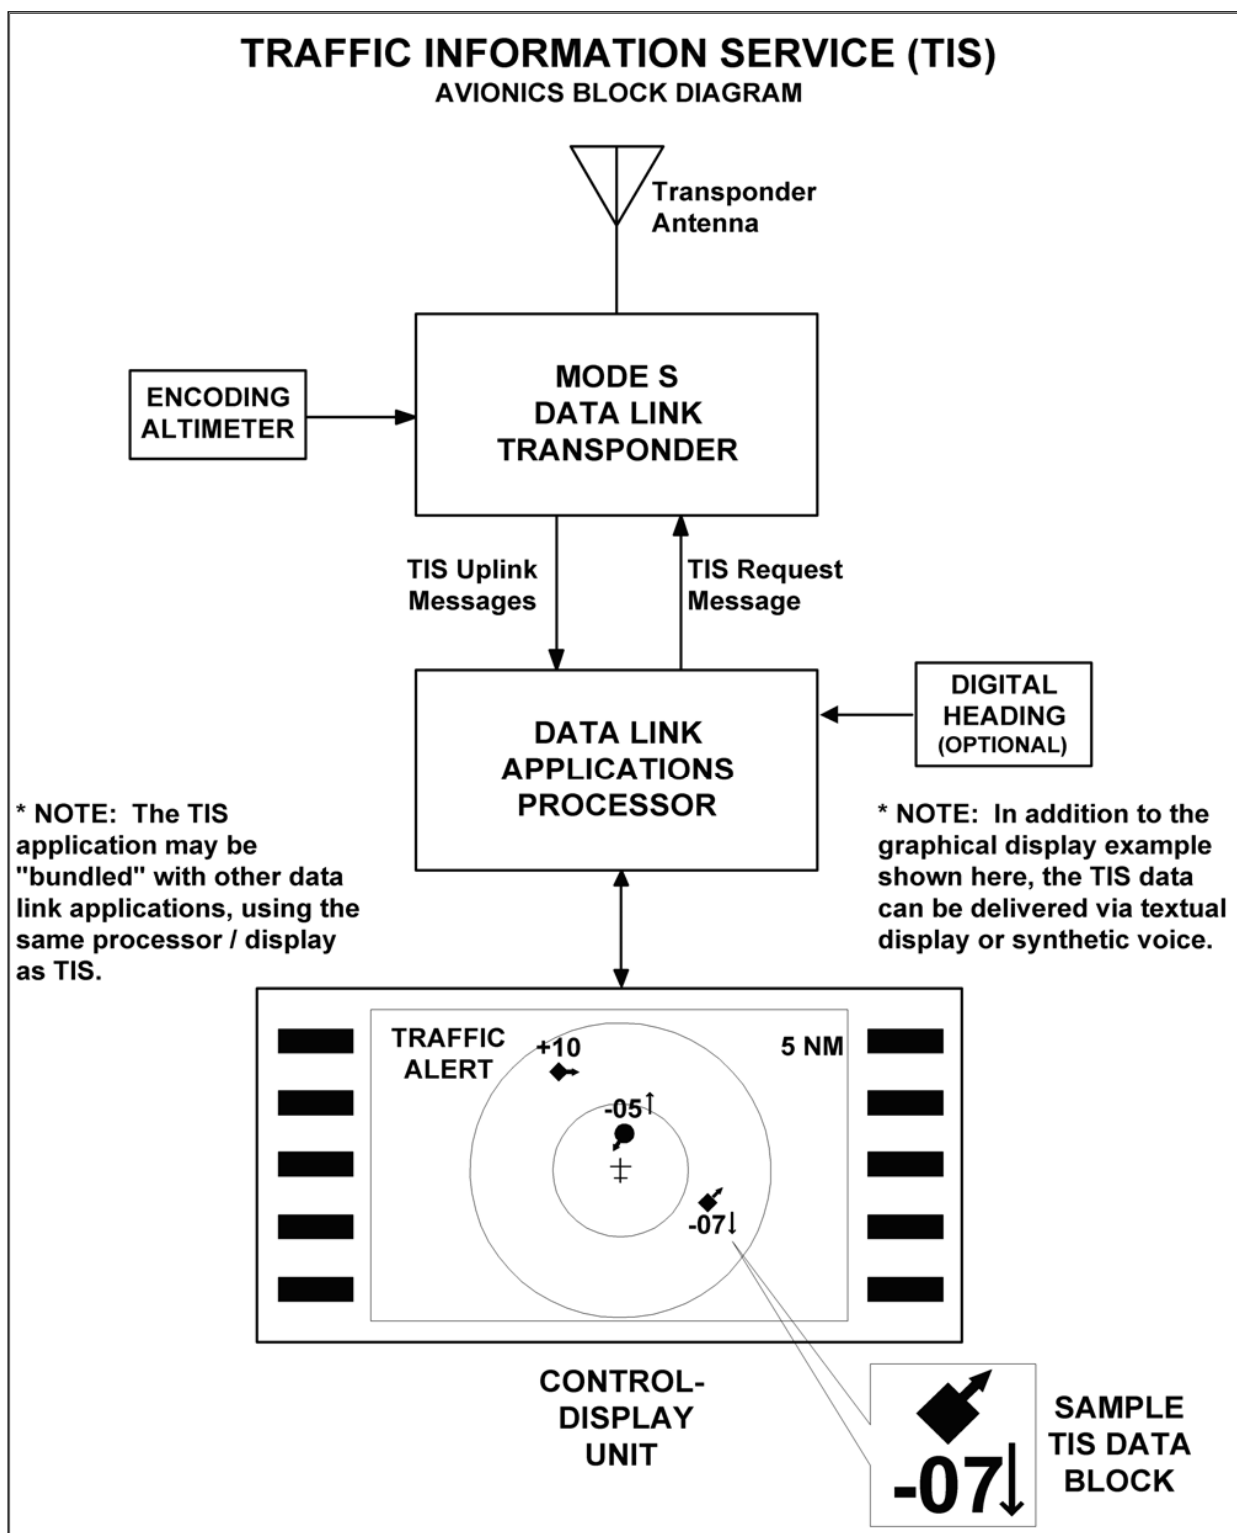 TRAFFIC INFORMATION SERVICE (TIS)
AVIONICS BLOCK DIAGRAM
Transponder
Antenna
MODE S
DATA LINK
TRANSPONDER
ENCODING
ALTIMETER
TIS Uplink
Messages
TIS Request
Message
DATA LINK
APPLICATIONS
PROCESSOR
DIGITAL
HEADING
(OPTIONAL)
* NOTE:  The TIS
application may be
"bundled" with other data
link applications, using the
same processor / display
as TIS.
* NOTE:  In addition to the
graphical display example
shown here, the TIS data
can be delivered via textual
display or synthetic voice.
TRAFFIC
ALERT
+10
5 NM
-05↑
-07↓
CONTROL-
DISPLAY
UNIT
-07↓
SAMPLE
TIS DATA
BLOCK